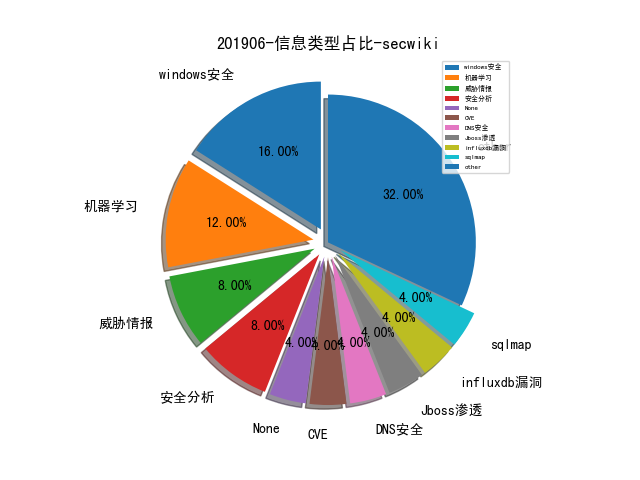 201906-信息类型占比-secwiki
windows安全
机器学习
威胁情报
安全分析
None
CVE
DNS安全
Jboss渗透
influxdb漏洞
sqlmap
16.00%
12.00%
8.00%
8.00%
4.00%
4.00%
4.00%
4.00%
4.00%
4.00%
32.00%
windows安全
机器学习
威胁情报
安全分析
None
CVE
DNS安全
Jboss渗透
influxdb漏洞
sqlmap
other